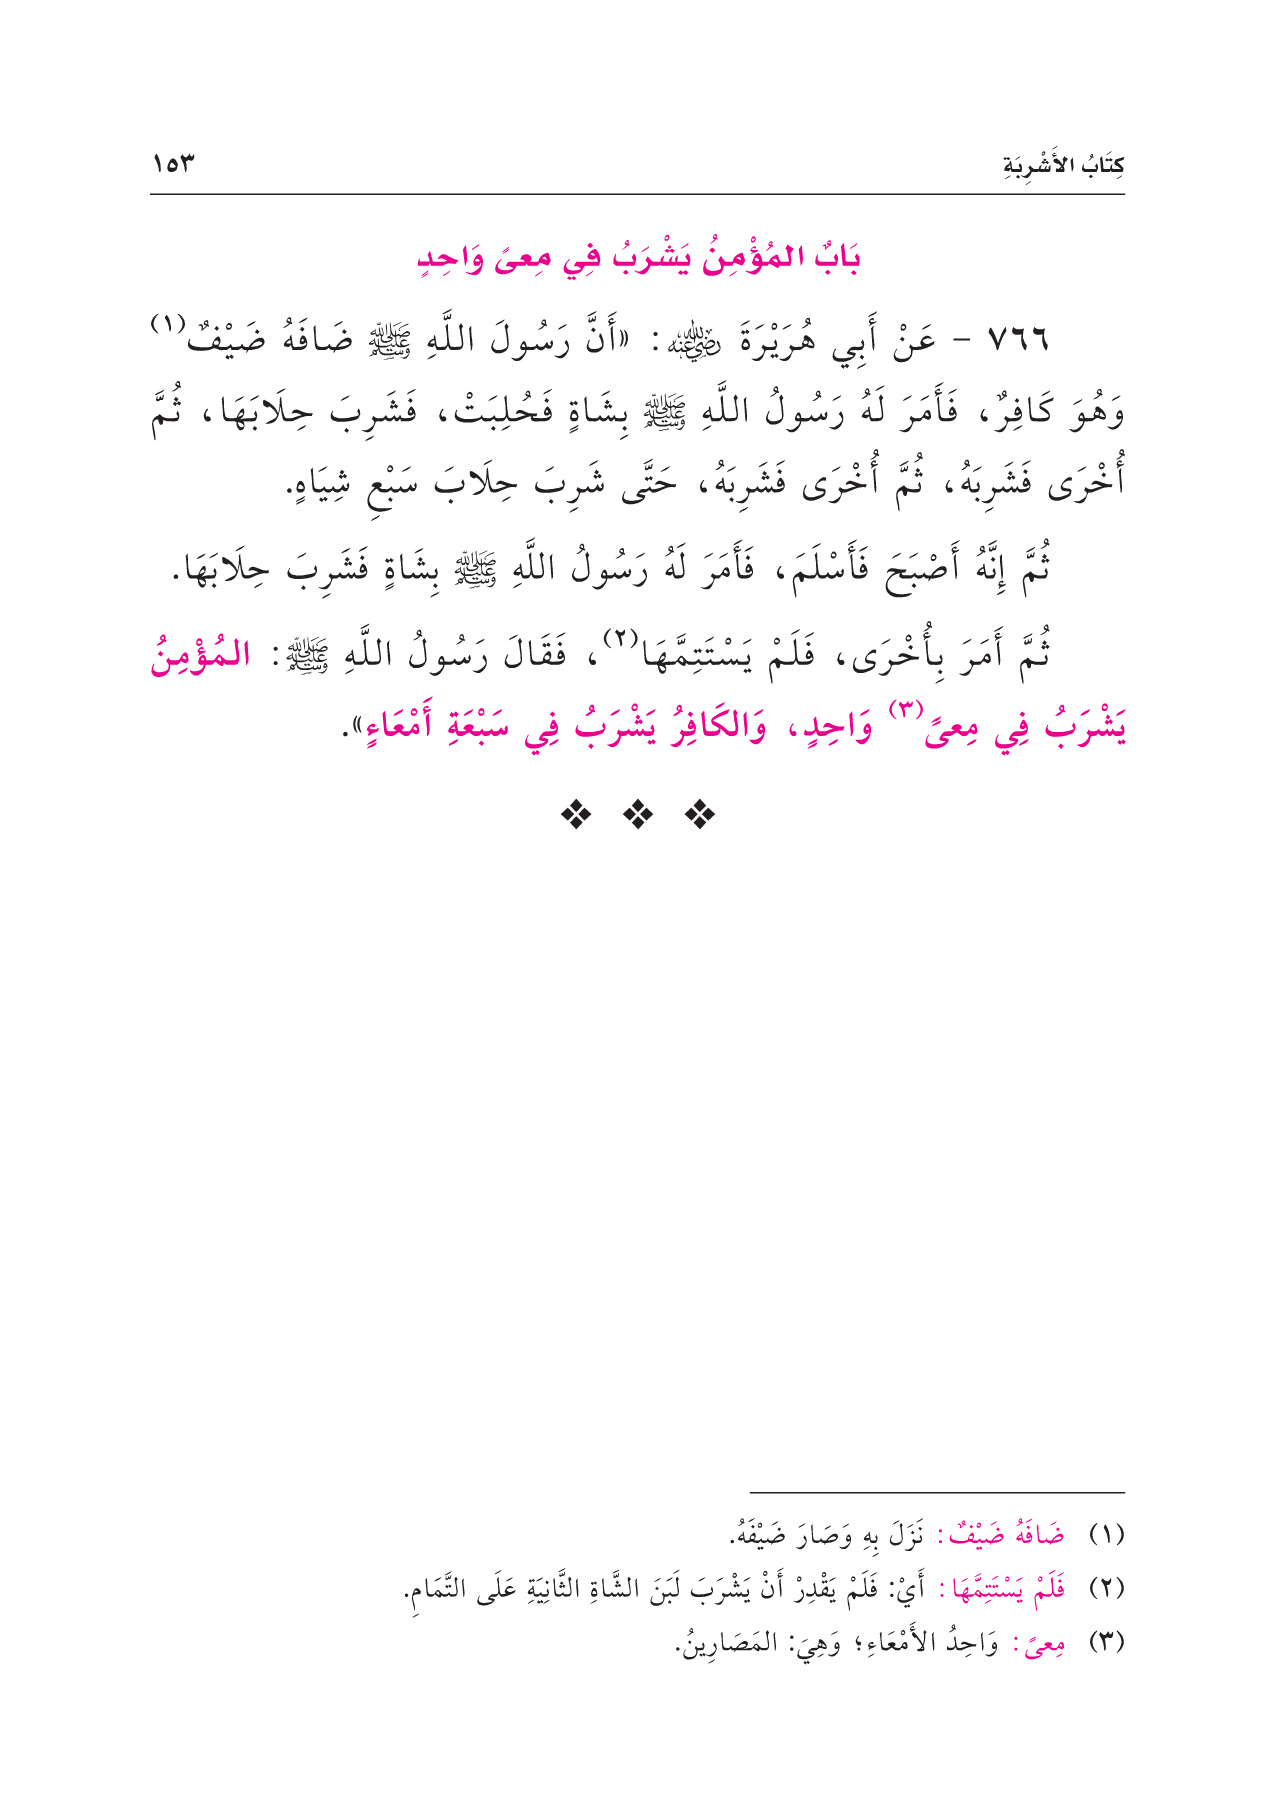 كِتَابُ الأَشْرِبَةِ ١٥٣
بَابٌ المُؤْمِنُ يَشْرَبُ فِي مِعىً وَاحِدٍ
٧٦٦ - عَنْ أَبِي هُرَيْرَةَ رضي الله عنه: «أَنَّ رَسُولَ اللَّهِ ﷺ ضَافَهُ ضَيْفٌ(١)
وَهُوَ كَافِرٌ، فَأَمَرَ لَهُ رَسُولُ اللَّهِ ﷺ بِشَاةٍ فَحُلِبَتْ، فَشَرِبَ حِلَابَهَا، ثُمَّ
أُخْرَى فَشَرِبَهُ، ثُمَّ أُخْرَى فَشَرِبَهُ، حَتَّى شَرِبَ حِلَابَ سَبْعِ شِيَاهٍ.
ثُمَّ إِنَّهُ أَصْبَحَ فَأَسْلَمَ، فَأَمَرَ لَهُ رَسُولُ اللَّهِ ﷺ بِشَاةٍ فَشَرِبَ حِلَابَهَا.
ثُمَّ أَمَرَ بِأُخْرَى، فَلَمْ يَسْتَتِمَّهَا(٢)، فَقَالَ رَسُولُ اللَّهِ ﷺ: المُؤْمِنُ
يَشْرَبُ فِي مِعىً(٣) وَاحِدٍ، وَالكَافِرُ يَشْرَبُ فِي سَبْعَةِ أَمْعَاءٍ».
(١) ضَافَهُ ضَيْفٌ: نَزَلَ بِهِ وَصَارَ ضَيْفَهُ.
(٢) فَلَمْ يَسْتَتِمَّهَا: أَيْ: فَلَمْ يَقْدِرْ أَنْ يَشْرَبَ لَبَنَ الشَّاةِ الثَّانِيَةِ عَلَى التَّمَامِ.
(٣) مِعىً: وَاحِدُ الأَمْعَاءِ؛ وَهِيَ: المَصَارِينُ.